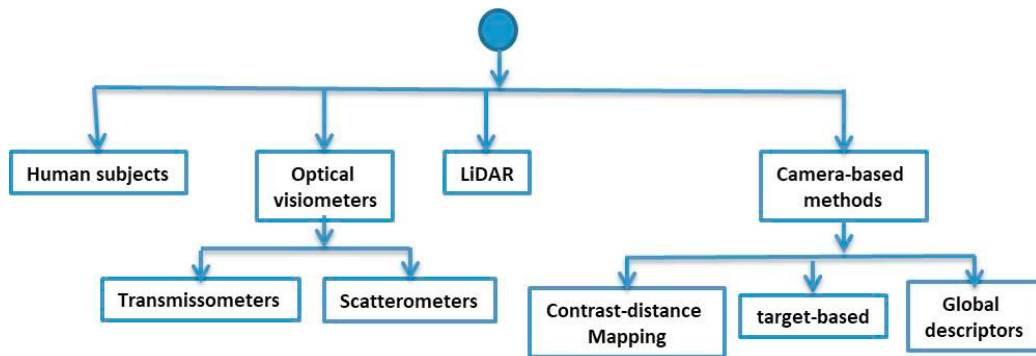 Human subjects
Optical
visiometers
LiDAR
Camera-based
methods
Transmissometers
Scatterometers
Contrast-distance
Mapping
target-based
Global
descriptors